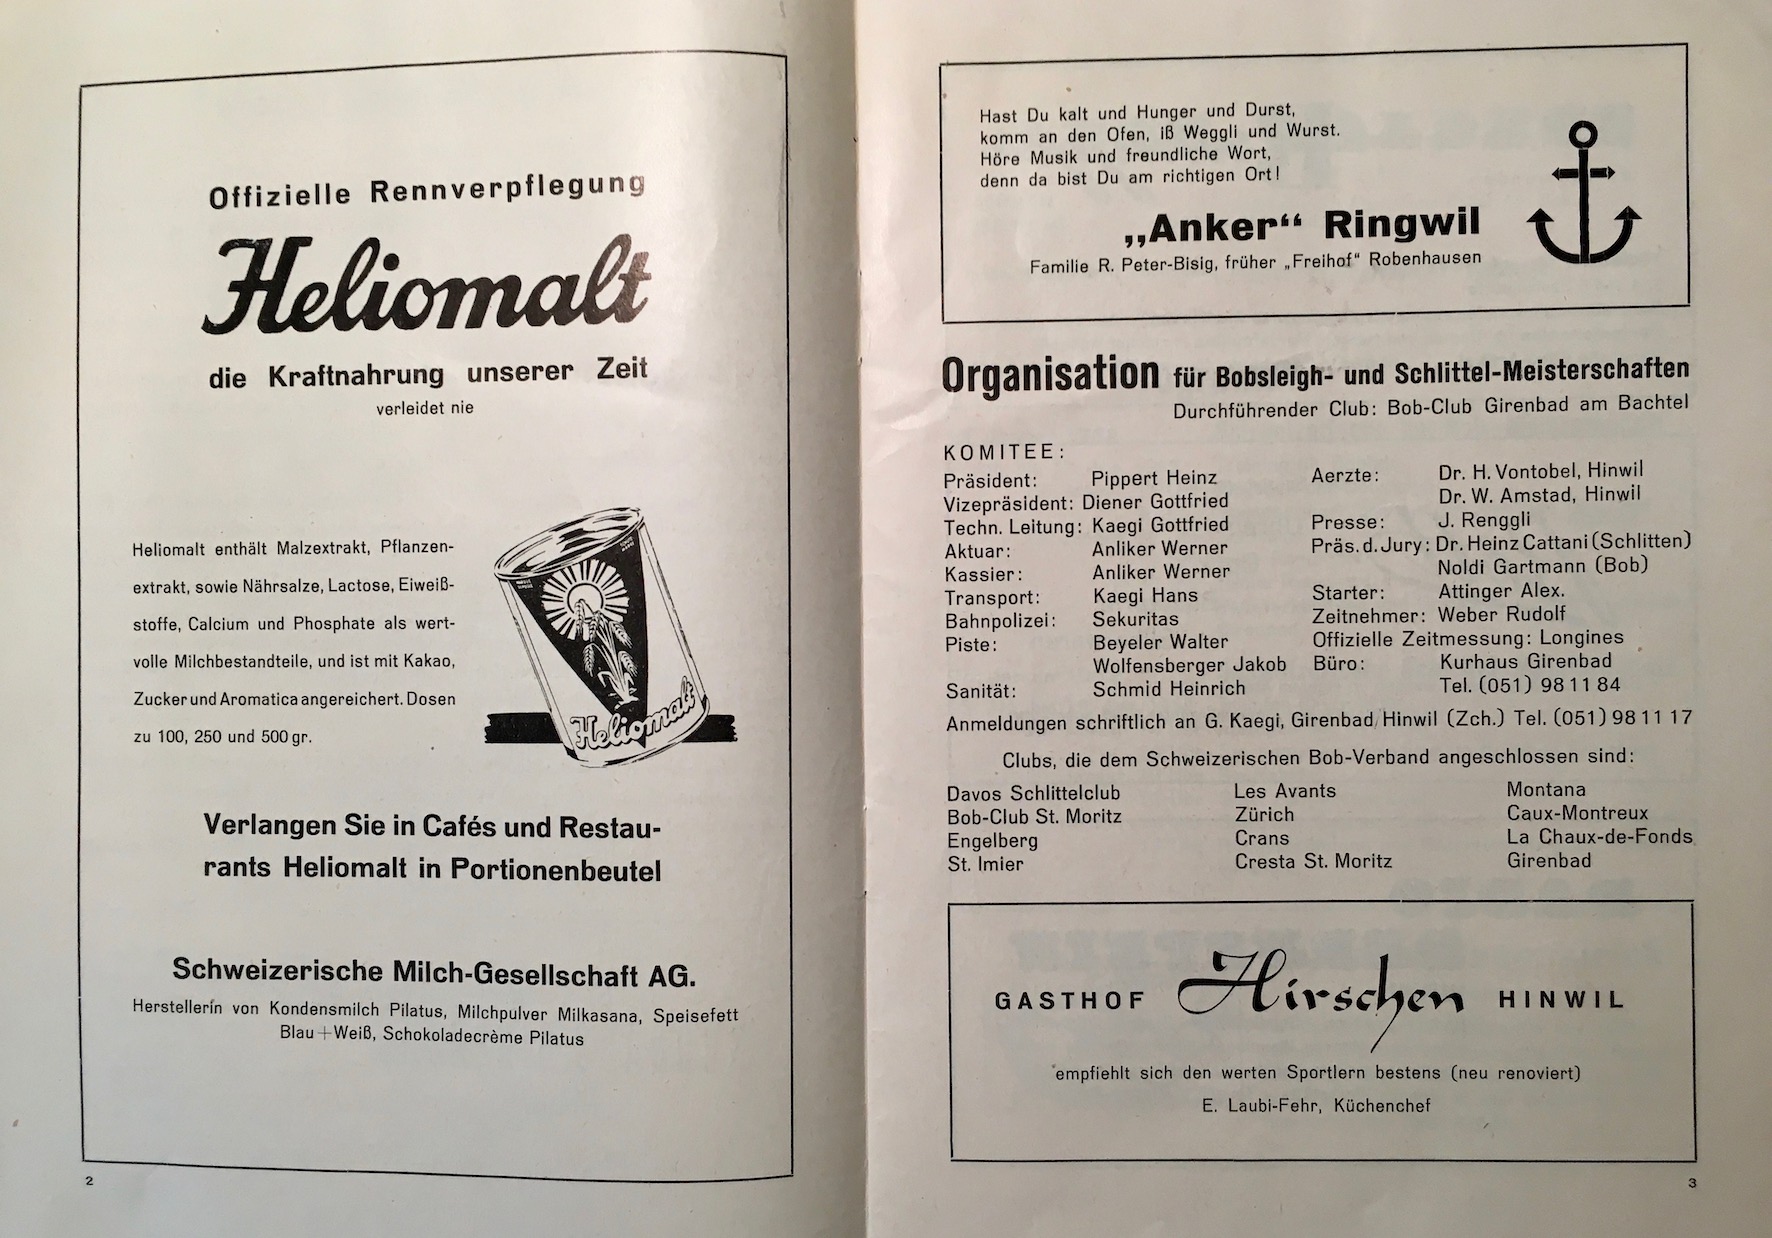 Offizielle Rennverpflegung
Heliomalt
die Kraftnahrung unserer Zeit
verleidet nie
Heliomalt enthält Malzextrakt, Pflanzen-
extrakt, sowie Nährsalze, Lactose, Eiweiß-
stoffe, Calcium und Phosphate als wert-
volle Milchbestandteile, und ist mit Kakao,
Zucker und Aromatica angereichert. Dosen
zu 100, 250 und 500 gr.
Heliomalt
Verlangen Sie in Cafés und Restau-
rants Heliomalt in Portionenbeutel
Schweizerische Milch-Gesellschaft AG.
Herstellerin von Kondensmilch Pilatus, Milchpulver Milkasana, Speisefett
Blau+Weiß, Schokoladecrème Pilatus
2
Hast Du kalt und Hunger und Durst,
komm an den Ofen, iß Weggli und Wurst.
Höre Musik und freundliche Wort,
denn da bist Du am richtigen Ort!
„Anker“ Ringwil
Familie R. Peter-Bisig, früher „Freihof“ Robenhausen
Organisation für Bobsleigh- und Schlittel-Meisterschaften
Durchführender Club: Bob-Club Girenbad am Bachtel
KOMITEE:
Präsident: Pippert Heinz
Vizepräsident: Diener Gottfried
Techn. Leitung: Kaegi Gottfried
Aktuar: Anliker Werner
Kassier: Anliker Werner
Transport: Kaegi Hans
Bahnpolizei: Sekuritas
Piste: Beyeler Walter
Wolfensberger Jakob
Sanität: Schmid Heinrich
Aerzte: Dr. H. Vontobel, Hinwil
Dr. W. Amstad, Hinwil
Presse: J. Renggli
Präs. d. Jury: Dr. Heinz Cattani (Schlitten)
Noldi Gartmann (Bob)
Starter: Attinger Alex.
Zeitnehmer: Weber Rudolf
Offizielle Zeitmessung: Longines
Büro: Kurhaus Girenbad
Tel. (051) 98 11 84
Anmeldungen schriftlich an G. Kaegi, Girenbad/Hinwil (Zch.) Tel. (051) 98 11 17
Clubs, die dem Schweizerischen Bob-Verband angeschlossen sind:
Davos Schlittelclub Les Avants Montana
Bob-Club St. Moritz Zürich Caux-Montreux
Engelberg Crans La Chaux-de-Fonds
St. Imier Cresta St. Moritz Girenbad
GASTHOF Hirschen HINWIL
empfiehlt sich den werten Sportlern bestens (neu renoviert)
E. Laubi-Fehr, Küchenchef
3